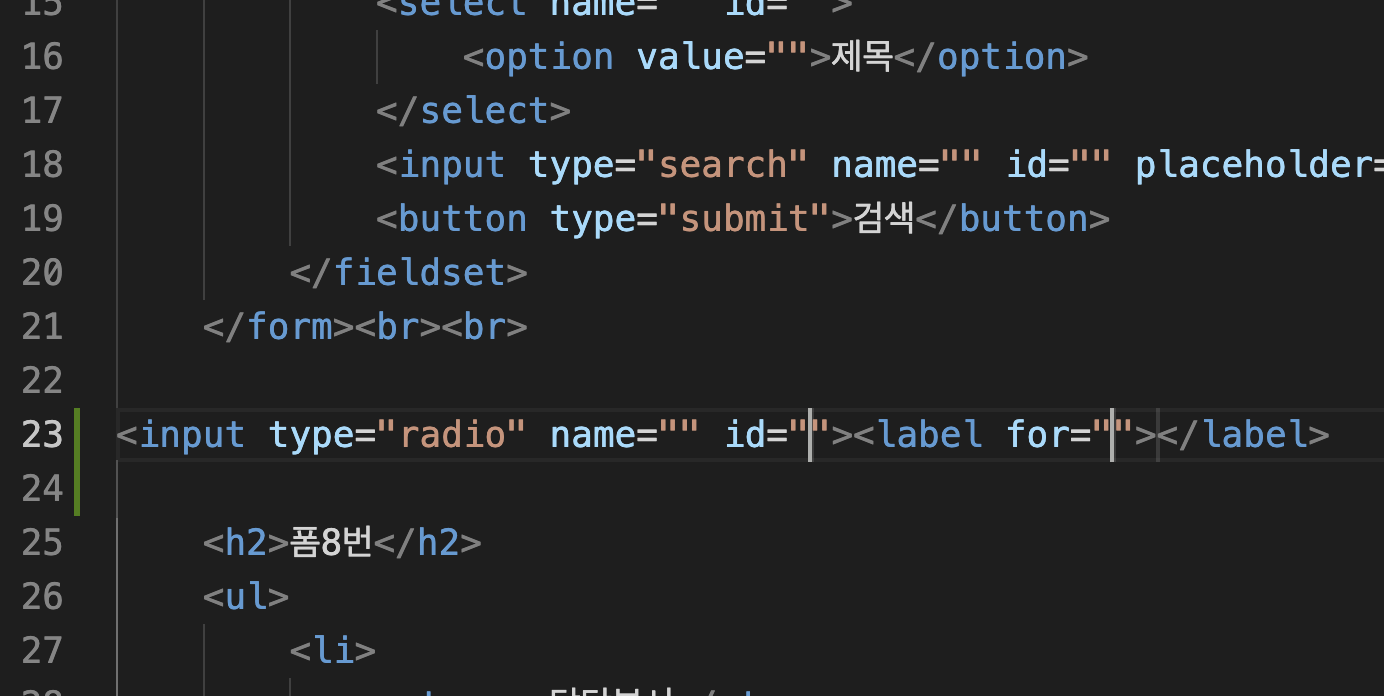 15 <select name="" id="">
16 <option value="">제목</option>
17 </select>
18 <input type="search" name="" id="" placeholder=
19 <button type="submit">검색</button>
20 </fieldset>
21 </form><br><br>
22
23 <input type="radio" name="" id=""><label for=""></label>
24
25 <h2>폼8번</h2>
26 <ul>
27 <li>
28